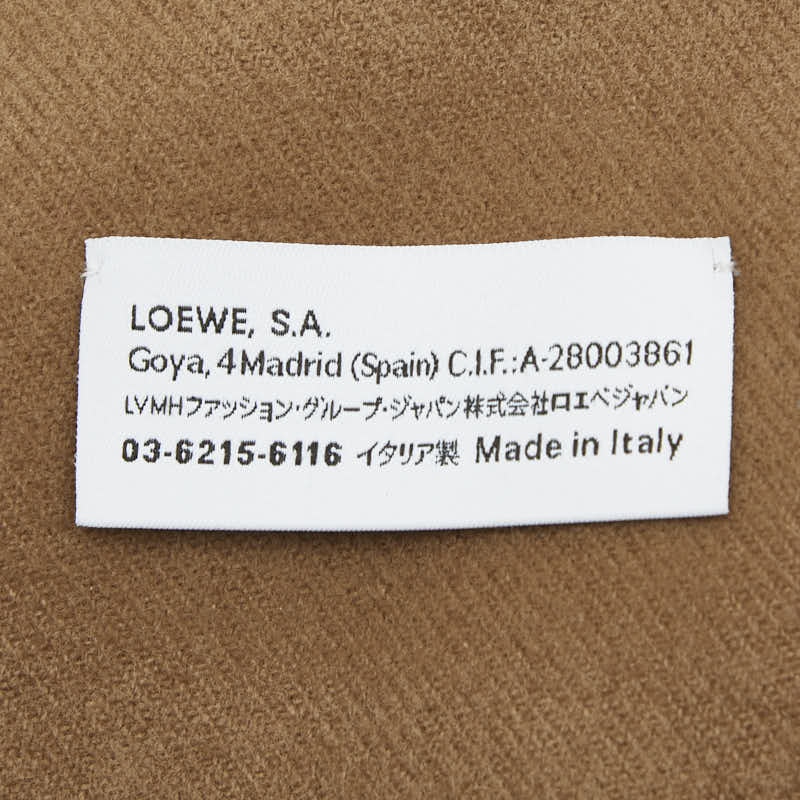 LOEWE, S.A.
Goya, 4 Madrid (Spain) C.I.F.: A-28003861
LVMHファッション・グループ・ジャパン株式会社ロエベジャパン
03-6215-6116 イタリア製 Made in Italy